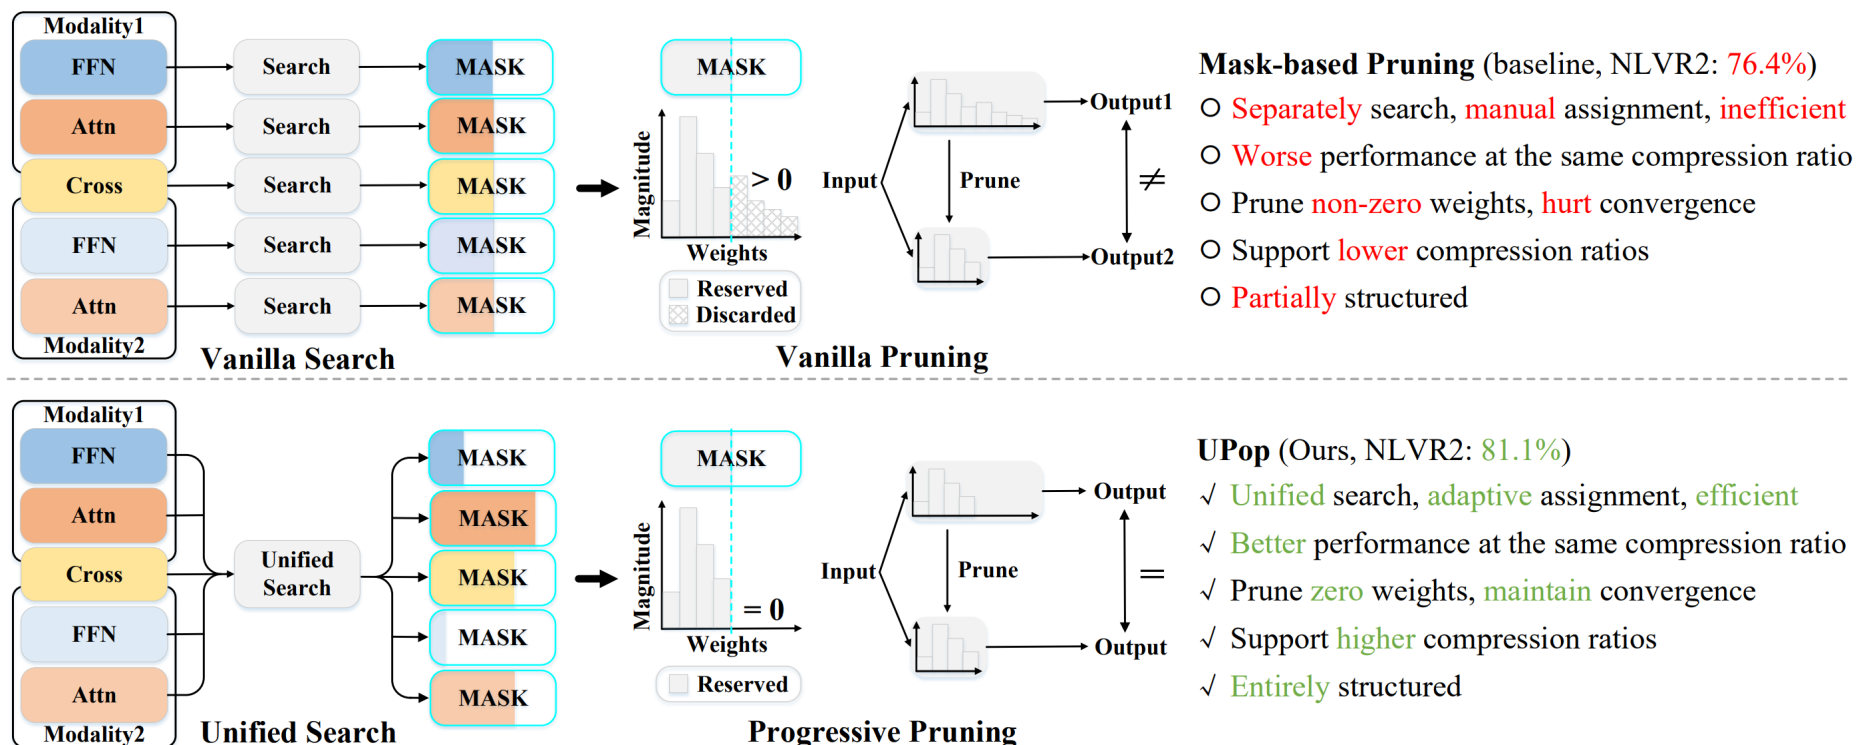 Modality1
FFN
Search
MASK
Attn
Search
MASK
Cross
Search
MASK
FFN
Search
MASK
Attn
Search
MASK
Modality2
Vanilla Search
MASK
Magnitude
> 0
Weights
Reserved
Discarded
Input
Prune
Output1
≠
Output2
Vanilla Pruning
Mask-based Pruning (baseline, NLVR2: 76.4%)
○ Separately search, manual assignment, inefficient
○ Worse performance at the same compression ratio
○ Prune non-zero weights, hurt convergence
○ Support lower compression ratios
○ Partially structured
Modality1
FFN
Attn
Cross
FFN
Attn
Modality2
Unified
Search
MASK
MASK
MASK
MASK
MASK
Unified Search
MASK
Magnitude
= 0
Weights
Reserved
Input
Prune
Output
=
Output
Progressive Pruning
UPop (Ours, NLVR2: 81.1%)
√ Unified search, adaptive assignment, efficient
√ Better performance at the same compression ratio
√ Prune zero weights, maintain convergence
√ Support higher compression ratios
√ Entirely structured